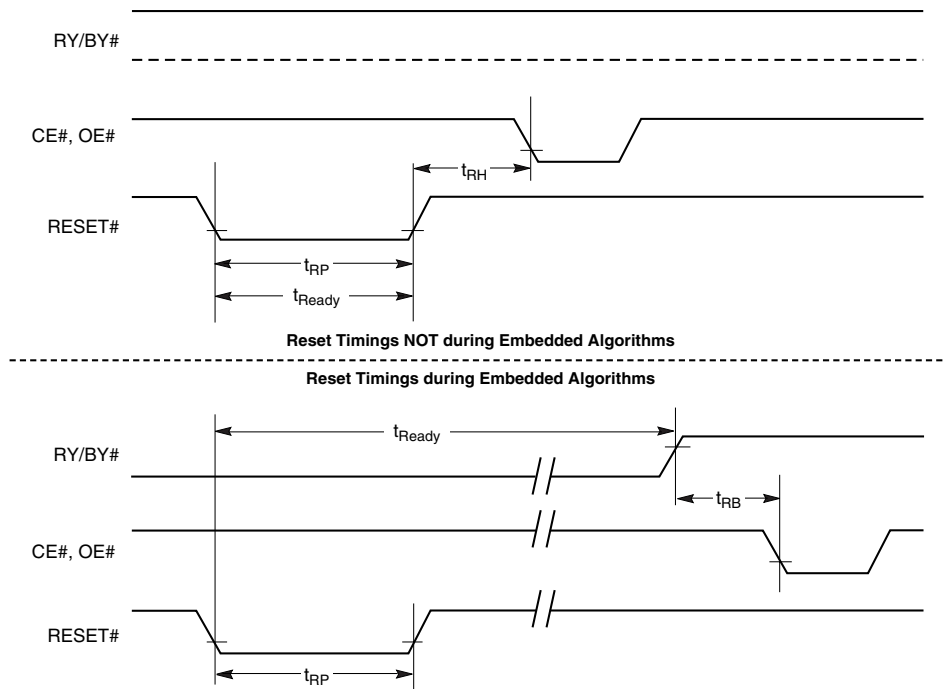 RY/BY#
CE#, OE#
tRH
RESET#
tRP
tReady
Reset Timings NOT during Embedded Algorithms
Reset Timings during Embedded Algorithms
tReady
RY/BY#
tRB
CE#, OE#
RESET#
tRP